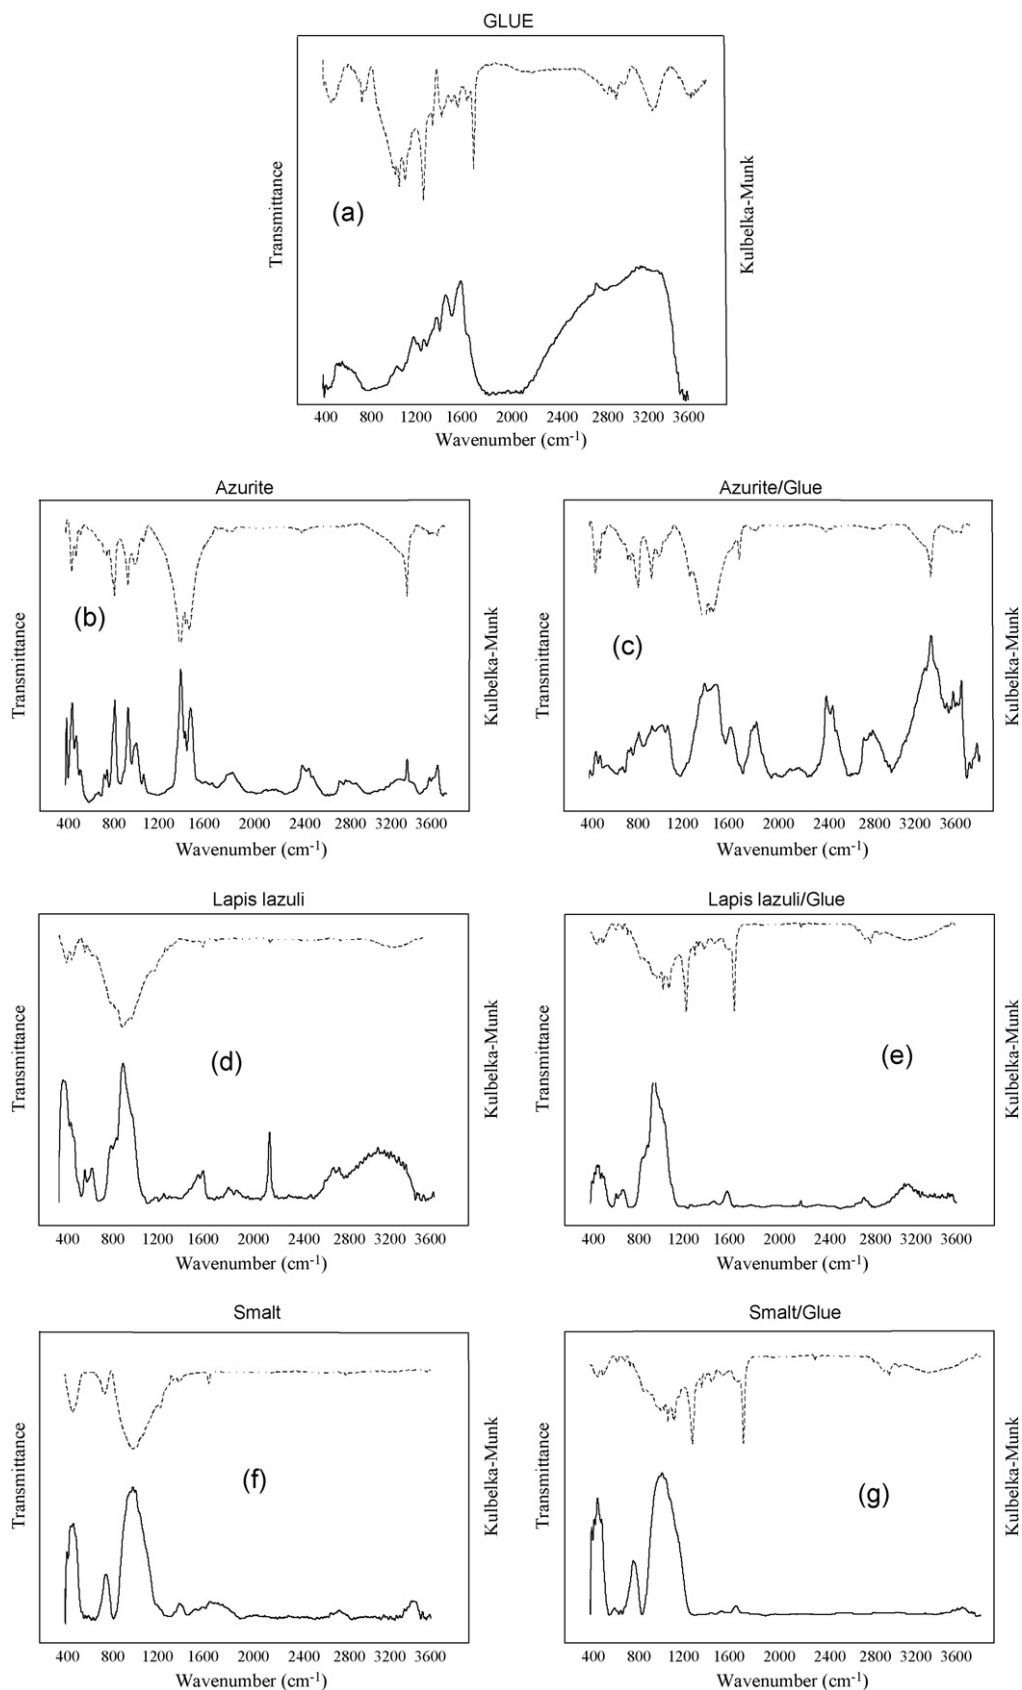 GLUE
Transmittance
Kulbelka-Munk
(a)
400 800 1200 1600 2000 2400 2800 3200 3600
Wavenumber (cm-1)
Azurite
Transmittance
Kulbelka-Munk
(b)
400 800 1200 1600 2000 2400 2800 3200 3600
Wavenumber (cm-1)
Azurite/Glue
Transmittance
Kulbelka-Munk
(c)
400 800 1200 1600 2000 2400 2800 3200 3600
Wavenumber (cm-1)
Lapis lazuli
Transmittance
Kulbelka-Munk
(d)
400 800 1200 1600 2000 2400 2800 3200 3600
Wavenumber (cm-1)
Lapis lazuli/Glue
Transmittance
Kulbelka-Munk
(e)
400 800 1200 1600 2000 2400 2800 3200 3600
Wavenumber (cm-1)
Smalt
Transmittance
Kulbelka-Munk
(f)
400 800 1200 1600 2000 2400 2800 3200 3600
Wavenumber (cm-1)
Smalt/Glue
Transmittance
Kulbelka-Munk
(g)
400 800 1200 1600 2000 2400 2800 3200 3600
Wavenumber (cm-1)